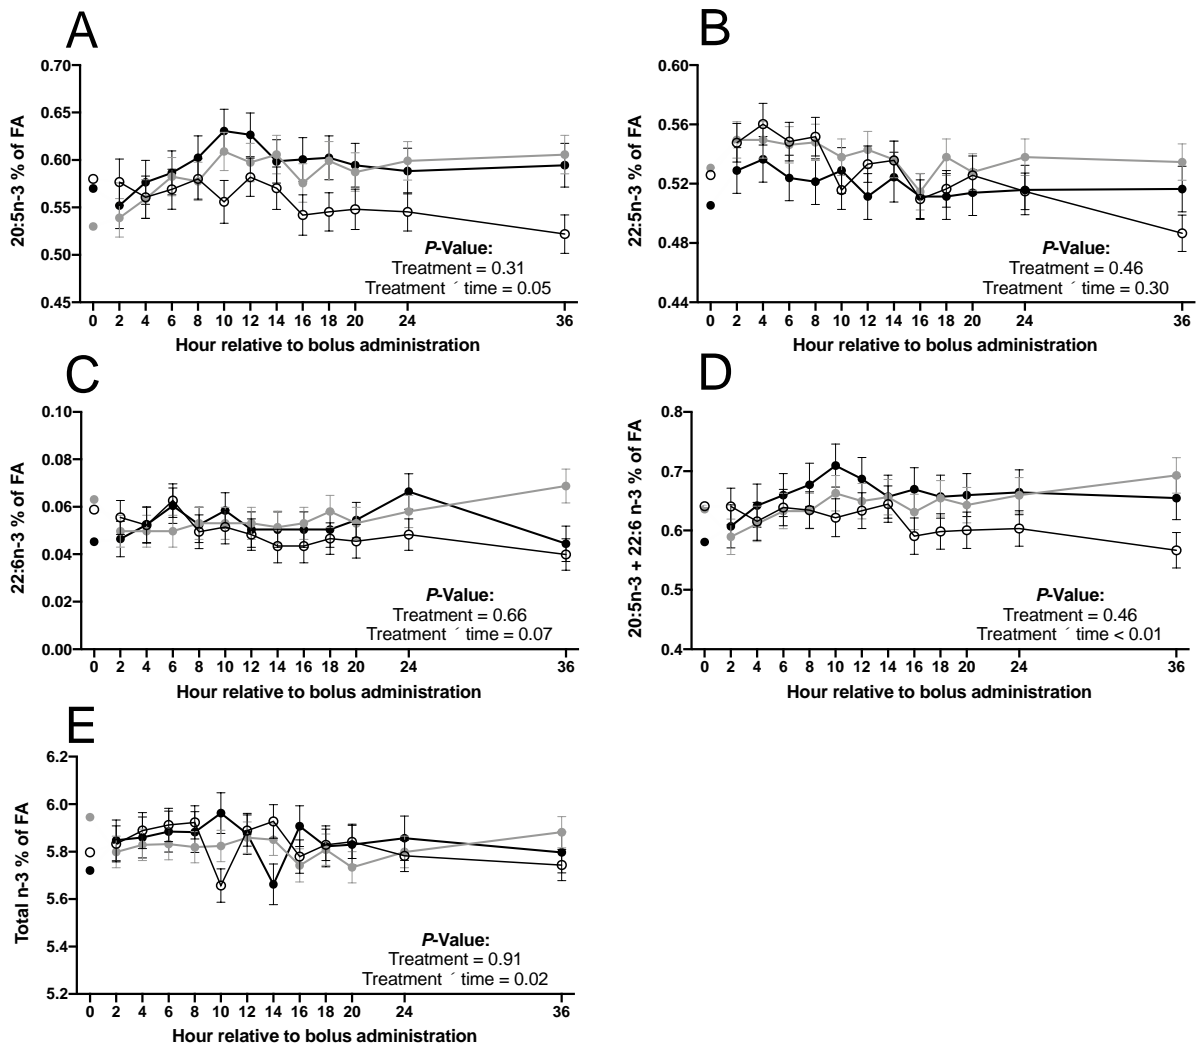 A
20:5n-3 % of FA
0.70
0.65
0.60
0.55
0.50
0.45
P-Value:
Treatment = 0.31
Treatment ´ time = 0.05
0 2 4 6 8 10 12 14 16 18 20 24 36
Hour relative to bolus administration
B
22:5n-3 % of FA
0.60
0.56
0.52
0.48
0.44
P-Value:
Treatment = 0.46
Treatment ´ time = 0.30
0 2 4 6 8 10 12 14 16 18 20 24 36
Hour relative to bolus administration
C
22:6n-3 % of FA
0.10
0.08
0.06
0.04
0.02
0.00
P-Value:
Treatment = 0.66
Treatment ´ time = 0.07
0 2 4 6 8 10 12 14 16 18 20 24 36
Hour relative to bolus administration
D
20:5n-3 + 22:6 n-3 % of FA
0.8
0.7
0.6
0.5
0.4
P-Value:
Treatment = 0.46
Treatment ´ time < 0.01
0 2 4 6 8 10 12 14 16 18 20 24 36
Hour relative to bolus administration
E
Total n-3 % of FA
6.2
6.0
5.8
5.6
5.4
5.2
P-Value:
Treatment = 0.91
Treatment ´ time = 0.02
0 2 4 6 8 10 12 14 16 18 20 24 36
Hour relative to bolus administration